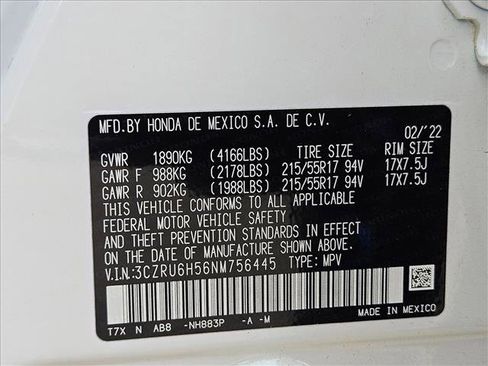 MFD.BY HONDA DE MEXICO S.A. DE C.V. 02/'22
GVWR 1890KG (4166LBS) TIRE SIZE RIM SIZE
GAWR F 988KG (2178LBS) 215/55R17 94V 17X7.5J
GAWR R 902KG (1988LBS) 215/55R17 94V 17X7.5J
THIS VEHICLE CONFORMS TO ALL APPLICABLE
FEDERAL MOTOR VEHICLE SAFETY
AND THEFT PREVENTION STANDARDS IN EFFECT
ON THE DATE OF MANUFACTURE SHOWN ABOVE.
V.I.N:3CZRU6H56NM756445 TYPE: MPV
T7X N AB8 -NH883P -A -M
MADE IN MEXICO